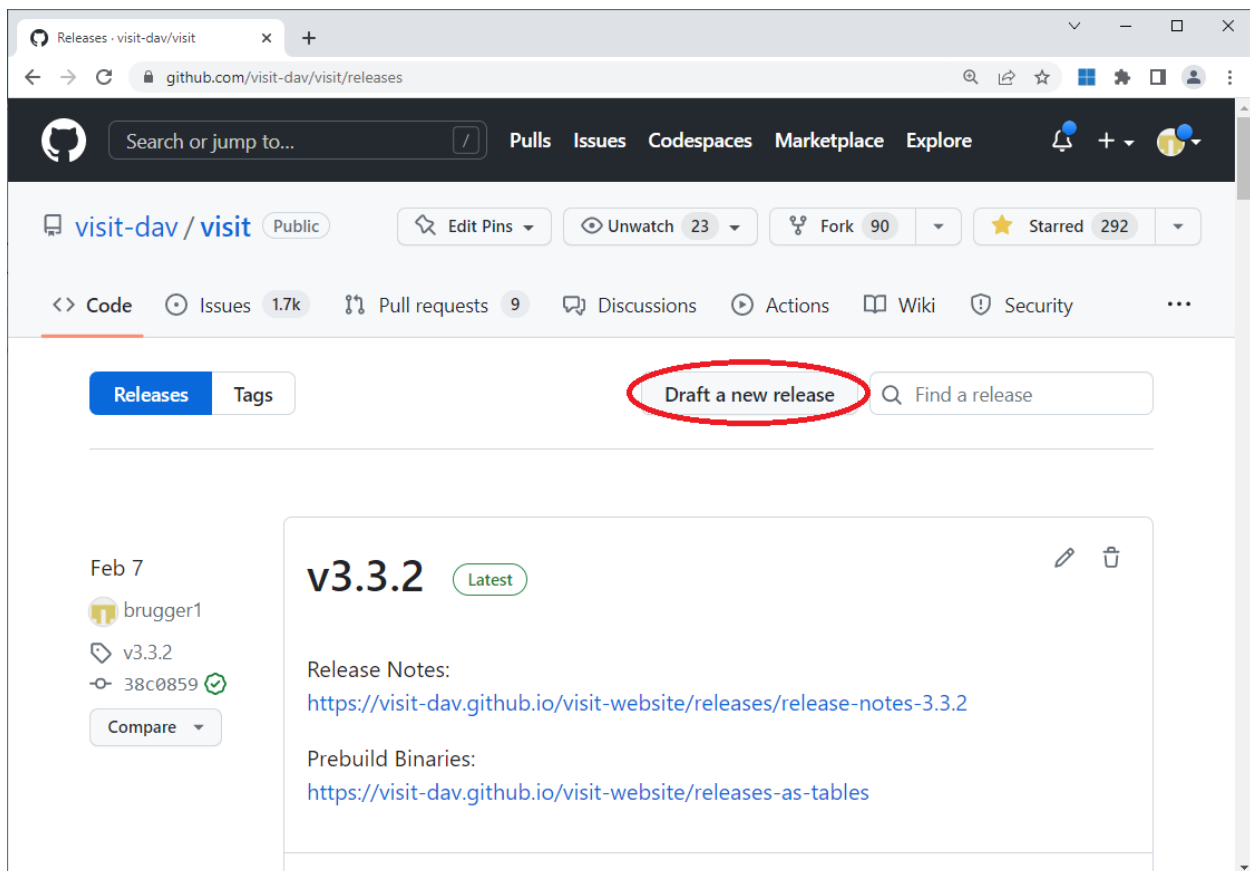 Releases · visit-dav/visit
github.com/visit-dav/visit/releases
Search or jump to... / Pulls Issues Codespaces Marketplace Explore
visit-dav / visit Public Edit Pins Unwatch 23 Fork 90 Starred 292
<> Code Issues 1.7k Pull requests 9 Discussions Actions Wiki Security ...
Releases Tags Draft a new release Find a release
Feb 7
v3.3.2 Latest
brugger1
v3.3.2
Release Notes:
38c0859
https://visit-dav.github.io/visit-website/releases/release-notes-3.3.2
Compare
Prebuild Binaries:
https://visit-dav.github.io/visit-website/releases-as-tables